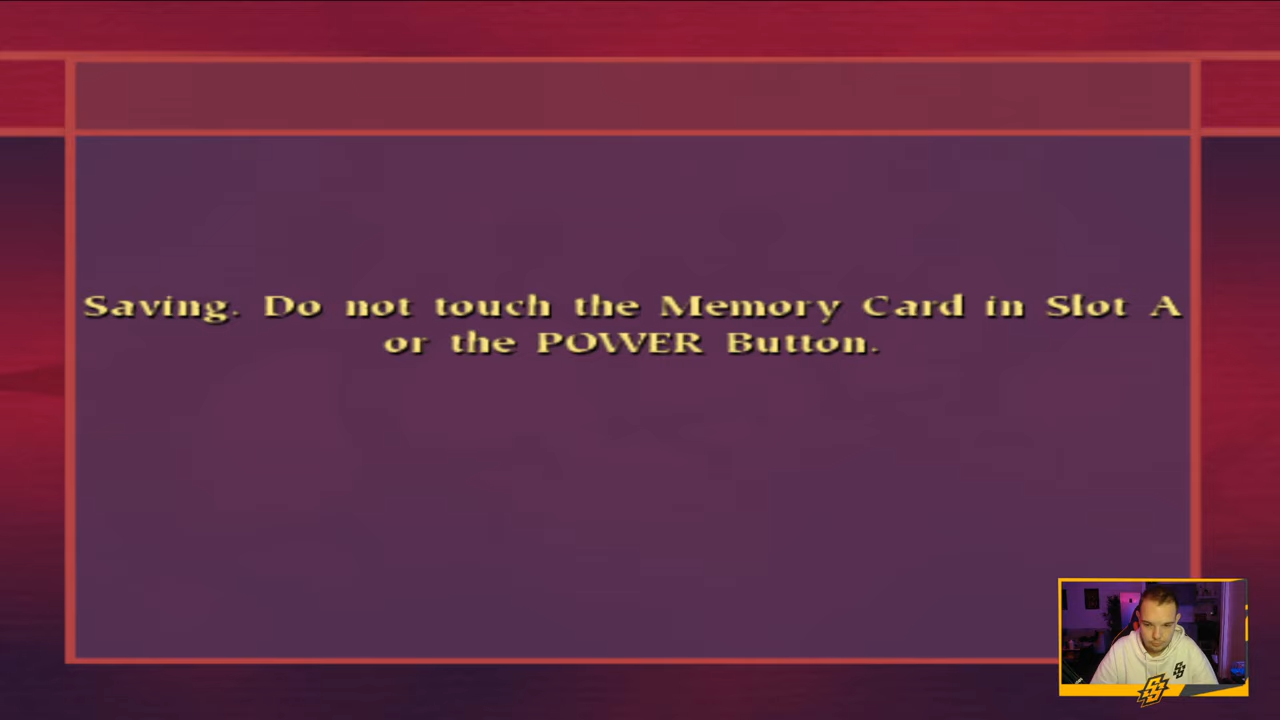 Saving. Do not touch the Memory Card in Slot A
or the POWER Button.